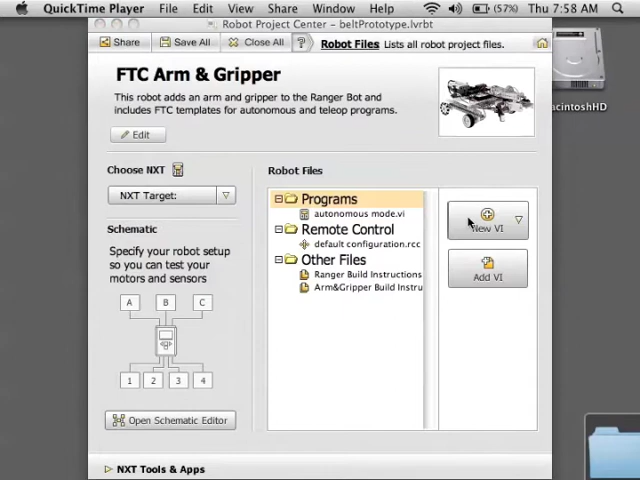 QuickTime Player File Edit View Share Window Help (57%) Thu 7:58 AM
Robot Project Center - beltPrototype.lvrbt
Share Save All Close All ? Robot Files Lists all robot project files.
FTC Arm & Gripper
This robot adds an arm and gripper to the Ranger Bot and
includes FTC templates for autonomous and teleop programs.
Edit
acintoshHD
Choose NXT
NXT Target:
Schematic
Specify your robot setup
so you can test your
motors and sensors
A B C
1 2 3 4
Open Schematic Editor
Robot Files
Programs
autonomous mode.vi
Remote Control
default configuration.rcc
Other Files
Ranger Build Instructions
Arm&Gripper Build Instru
New VI
Add VI
NXT Tools & Apps